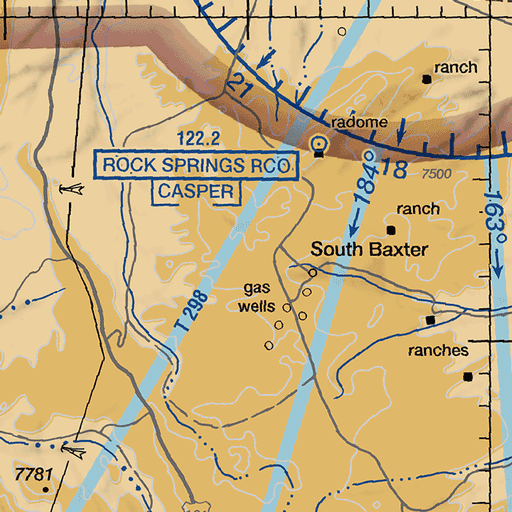 ranch
21
radome
122.2
ROCK SPRINGS RCO
CASPER
18
7500
184°
ranch
163°
South Baxter
gas
wells
T 298
ranches
7781